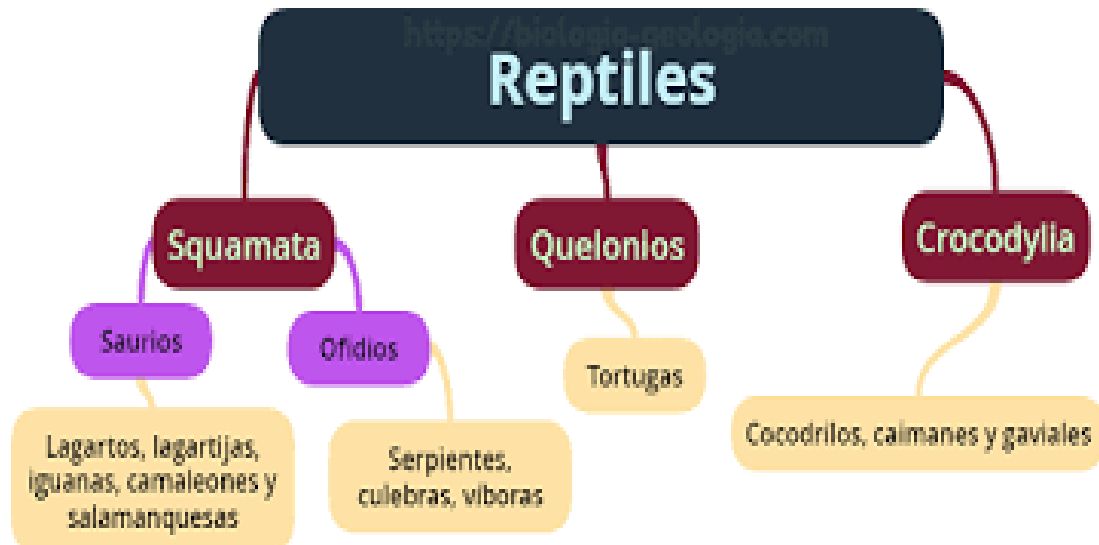 https://biologia-geologia.com
Reptiles
Squamata
Quelonios
Crocodylia
Saurios
Ofidios
Tortugas
Lagartos, lagartijas,
iguanas, camaleones y
salamanquesas
Serpientes,
culebras, víboras
Cocodrilos, caimanes y gaviales